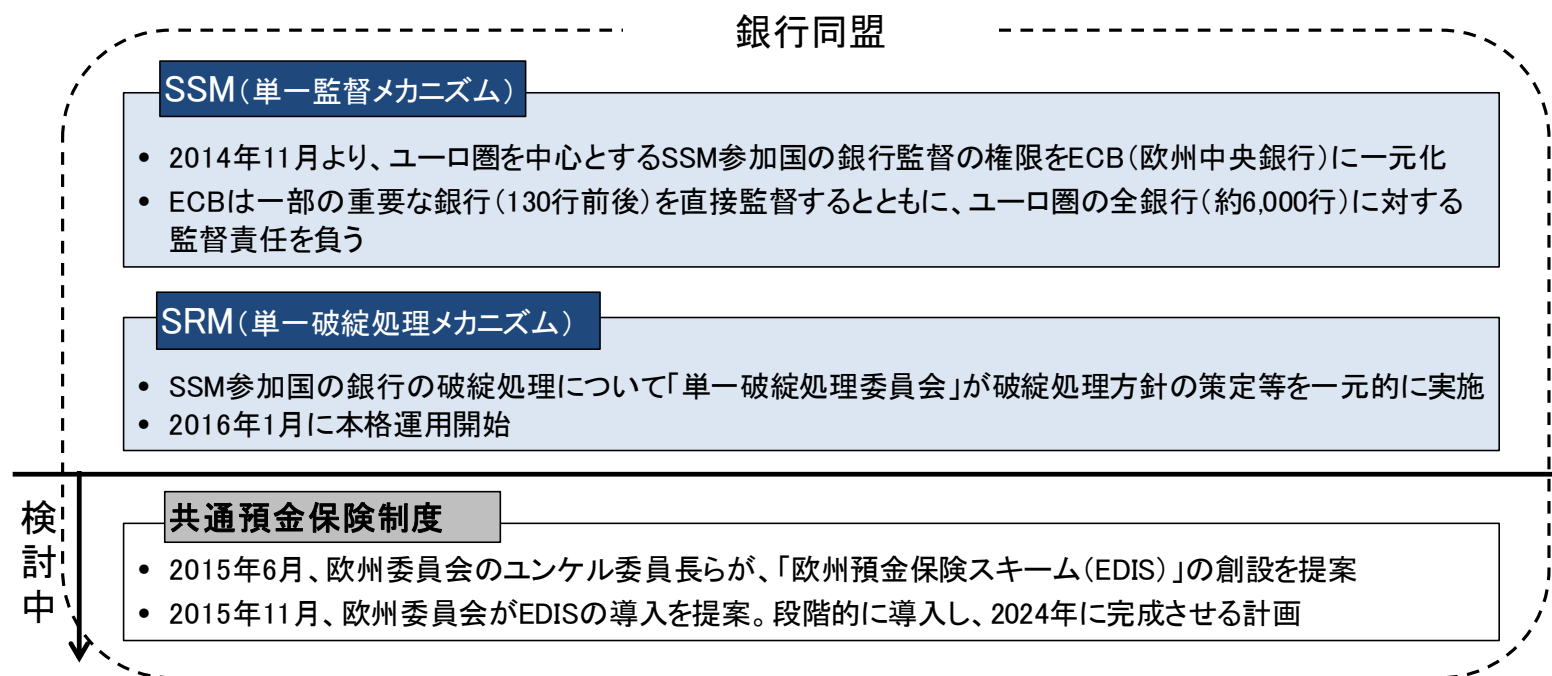 銀行同盟
SSM（単一監督メカニズム）
• 2014年11月より、ユーロ圏を中心とするSSM参加国の銀行監督の権限をECB（欧州中央銀行）に一元化
• ECBは一部の重要な銀行（130行前後）を直接監督するとともに、ユーロ圏の全銀行（約6,000行）に対する
監督責任を負う
SRM（単一破綻処理メカニズム）
• SSM参加国の銀行の破綻処理について「単一破綻処理委員会」が破綻処理方針の策定等を一元的に実施
• 2016年1月に本格運用開始
検討中
共通預金保険制度
• 2015年6月、欧州委員会のユンケル委員長らが、「欧州預金保険スキーム（EDIS）」の創設を提案
• 2015年11月、欧州委員会がEDISの導入を提案。段階的に導入し、2024年に完成させる計画